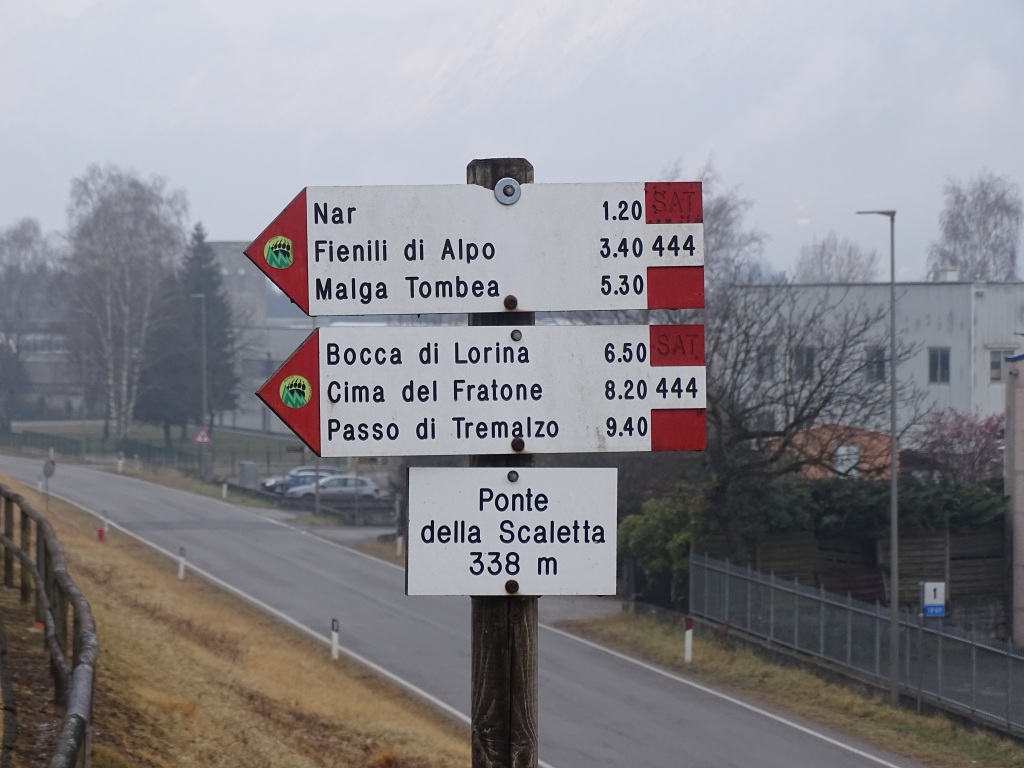 Nar 1.20 SAT
Fienili di Alpo 3.40 444
Malga Tombea 5.30
Bocca di Lorina 6.50 SAT
Cima del Fratone 8.20 444
Passo di Tremalzo 9.40
Ponte
della Scaletta
338 m
1